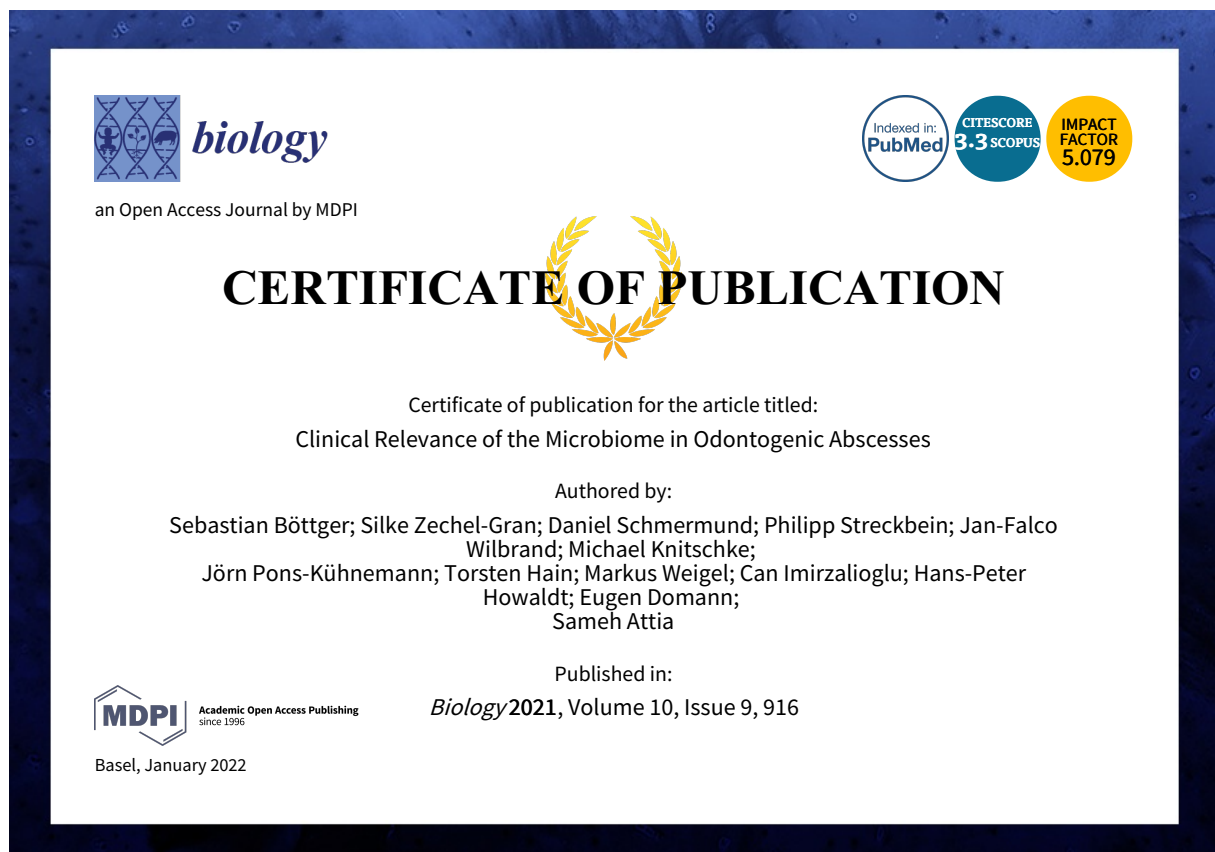 biology
an Open Access Journal by MDPI
Indexed in:
PubMed
CITESCORE
3.3 SCOPUS
IMPACT
FACTOR
5.079
CERTIFICATE OF PUBLICATION
Certificate of publication for the article titled:
Clinical Relevance of the Microbiome in Odontogenic Abscesses
Authored by:
Sebastian Böttger; Silke Zechel-Gran; Daniel Schmermund; Philipp Streckbein; Jan-Falco
Wilbrand; Michael Knitschke;
Jörn Pons-Kühnemann; Torsten Hain; Markus Weigel; Can Imirzalioglu; Hans-Peter
Howaldt; Eugen Domann;
Sameh Attia
Published in:
Biology 2021, Volume 10, Issue 9, 916
MDPI
Academic Open Access Publishing
since 1996
Basel, January 2022